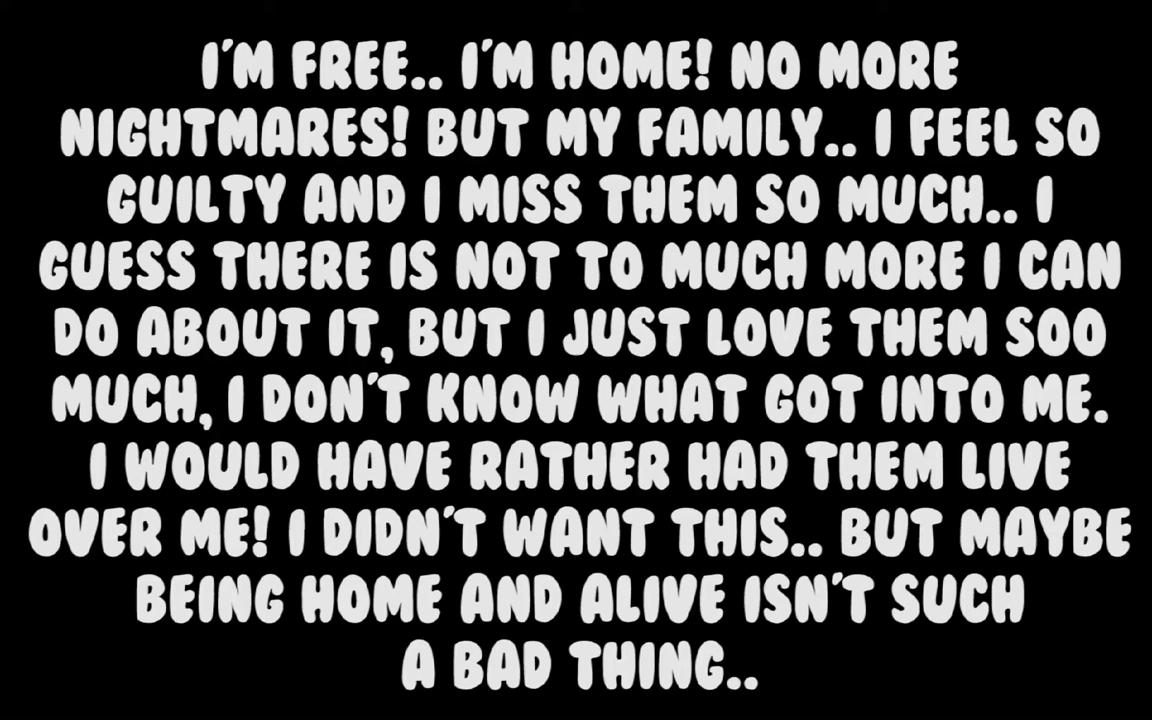 I'M FREE.. I'M HOME! NO MORE
NIGHTMARES! BUT MY FAMILY.. I FEEL SO
GUILTY AND I MISS THEM SO MUCH.. I
GUESS THERE IS NOT TO MUCH MORE I CAN
DO ABOUT IT, BUT I JUST LOVE THEM SOO
MUCH, I DON'T KNOW WHAT GOT INTO ME.
I WOULD HAVE RATHER HAD THEM LIVE
OVER ME! I DIDN'T WANT THIS.. BUT MAYBE
BEING HOME AND ALIVE ISN'T SUCH
A BAD THING..